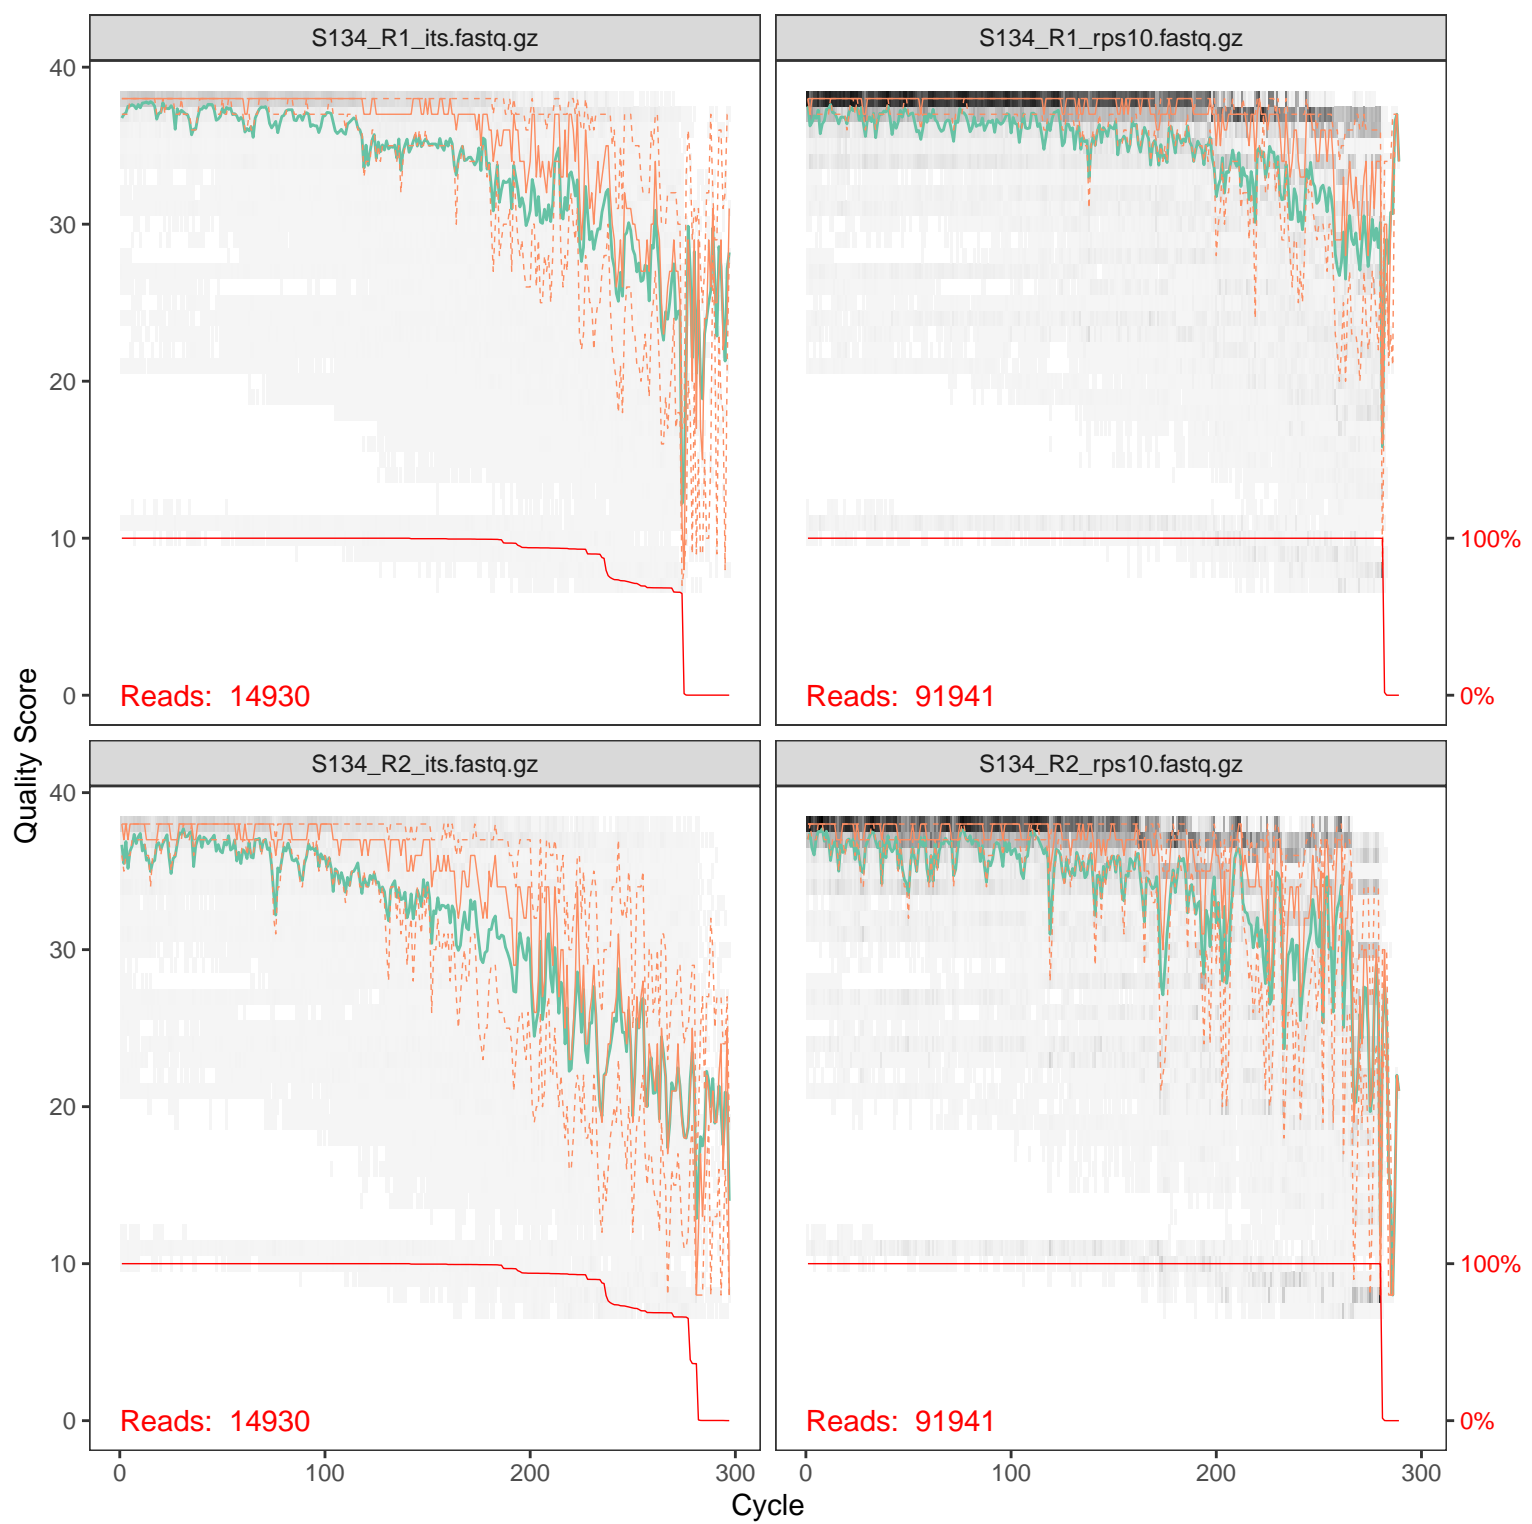 S134_R1_its.fastq.gz
S134_R1_rps10.fastq.gz
40
30
20
10
0
100%
0%
Reads: 14930
Reads: 91941
Quality Score
S134_R2_its.fastq.gz
S134_R2_rps10.fastq.gz
40
30
20
10
0
100%
0%
Reads: 14930
Reads: 91941
0
100
200
300
0
100
200
300
Cycle